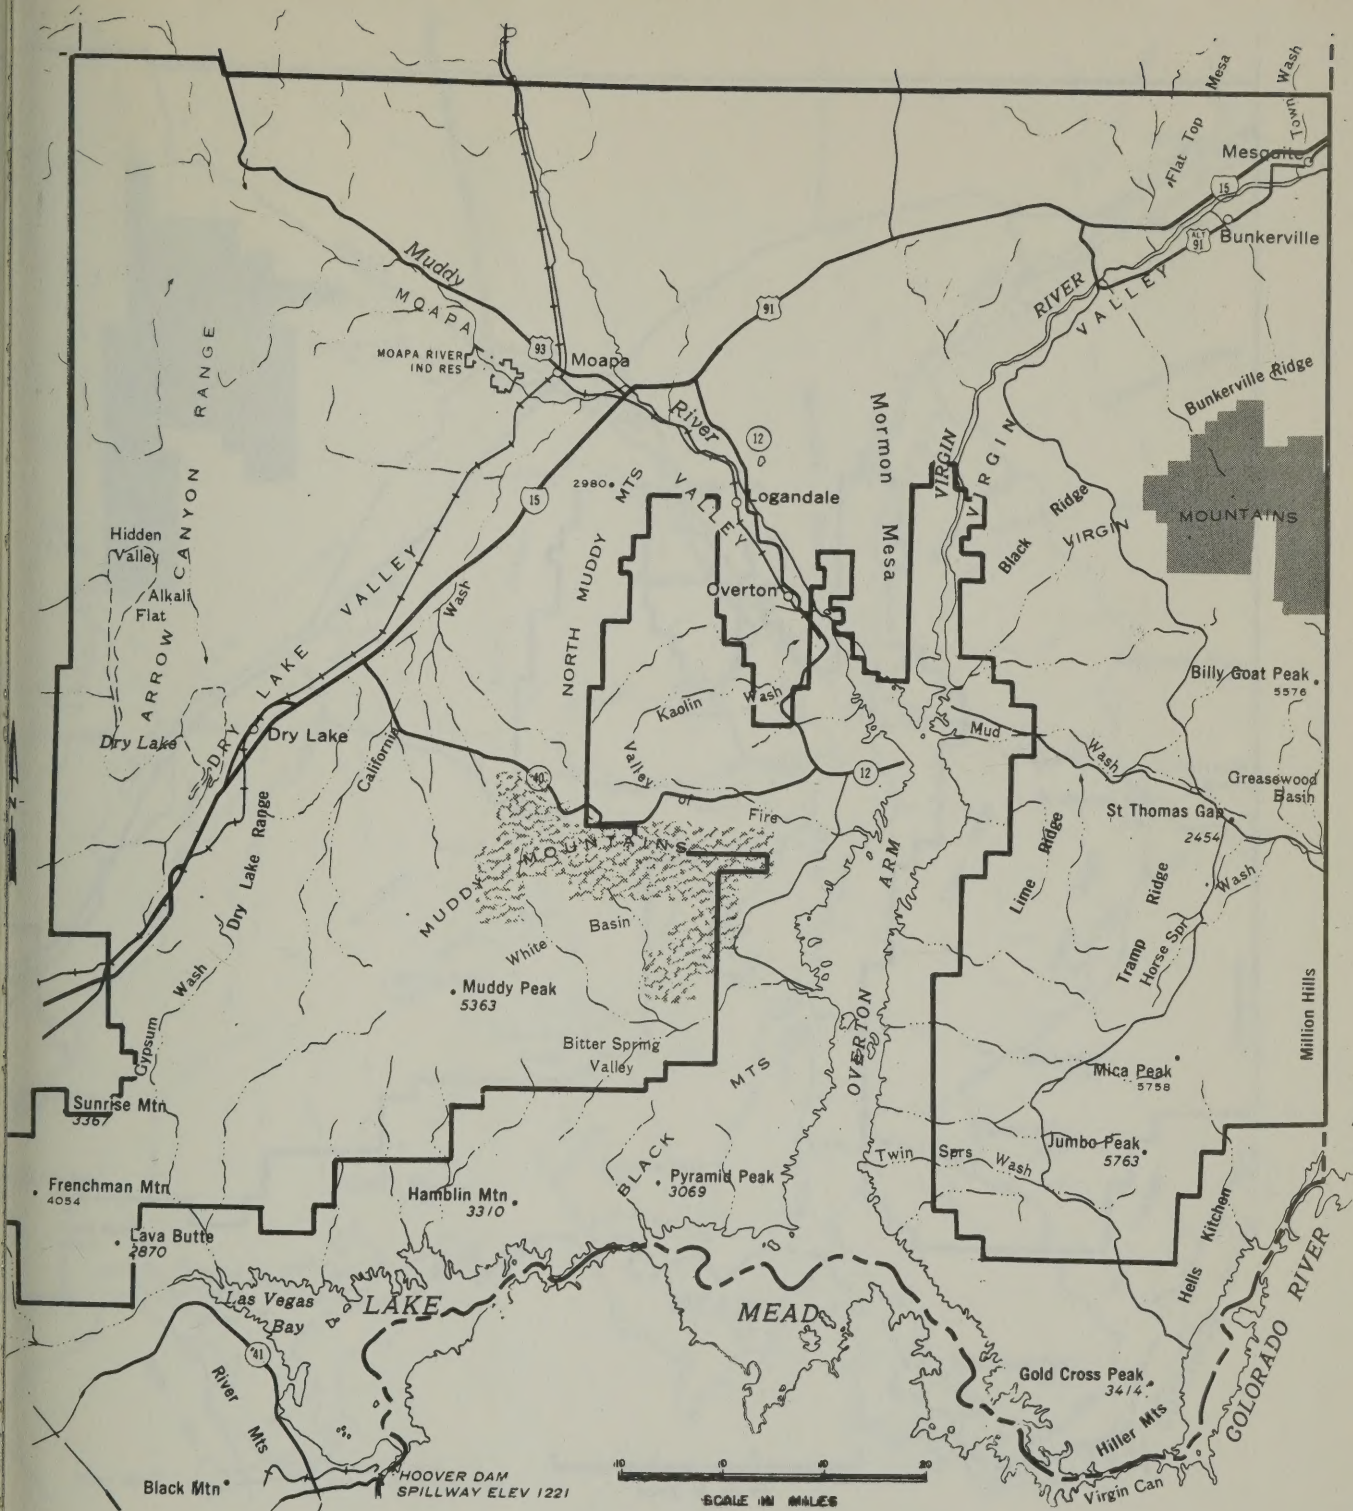 Flat Top Mesa
Town Wash
Mesquite
15
ALT 91
Bunkerville
Muddy
MOAPA
RIVER
VALLEY
91
93
Moapa
MOAPA RIVER
IND RES
Bunkerville Ridge
ARROW CANYON RANGE
River
12
Mormon Mesa
VIRGIN
VIRGIN
15
2980
MTS
VALLEY
Logandale
Black Ridge
VIRGIN
MOUNTAINS
Hidden
Valley
Alkali
Flat
DRY LAKE VALLEY
Wash
NORTH MUDDY
Overton
Billy Goat Peak
5576
Kaolin Wash
Dry Lake
Dry Lake
California
Mud Wash
Valley of Fire
40
12
Greasewood
Basin
St Thomas Gap
2454
N
Dry Lake Range
MUDDY MOUNTAINS
ARM
Lime Ridge
Tramp Ridge
Wash
Horse Spr
White Basin
Gypsum Wash
Muddy Peak
5363
OVERTON
Million Hills
Bitter Spring
Valley
Mica Peak
5758
BLACK MTS
Sunrise Mtn
3367
Twin Sprs Wash
Jumbo Peak
5763
Frenchman Mtn
4054
Hamblin Mtn
3310
Pyramid Peak
3069
Hells Kitchen
Lava Butte
2870
Las Vegas
Bay
LAKE MEAD
COLORADO RIVER
41
River Mts
Gold Cross Peak
3414
Hiller Mts
Black Mtn
HOOVER DAM
SPILLWAY ELEV 1221
Virgin Can
10 0 10 20
SCALE IN MILES